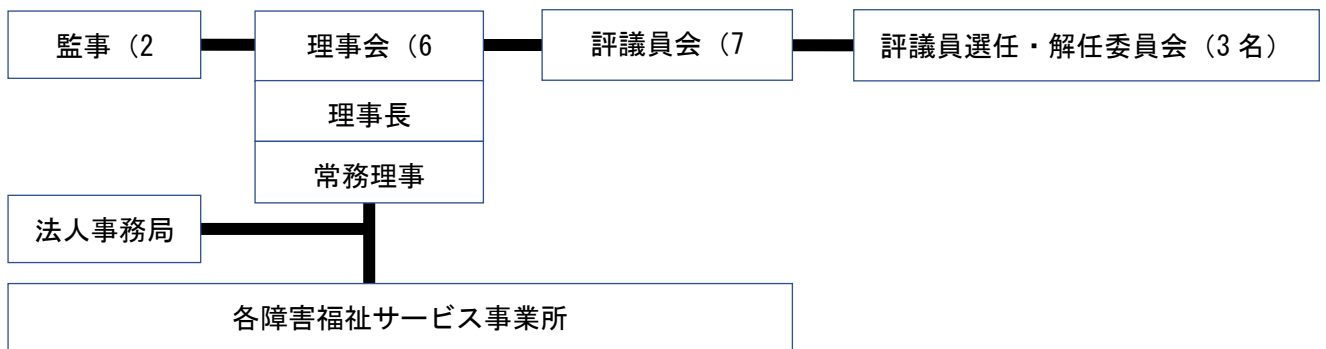 監事（2
理事会（6
評議員会（7
評議員選任・解任委員会（3 名）
理事長
常務理事
法人事務局
各障害福祉サービス事業所